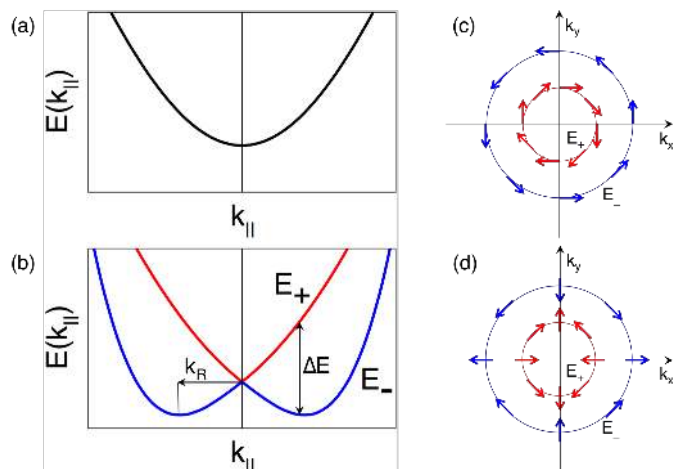 (a)
E(k||)
k||
(b)
E(k||)
E+
kR
ΔE
E−
k||
(c)
ky
kx
E+
E−
(d)
ky
kx
E+
E−